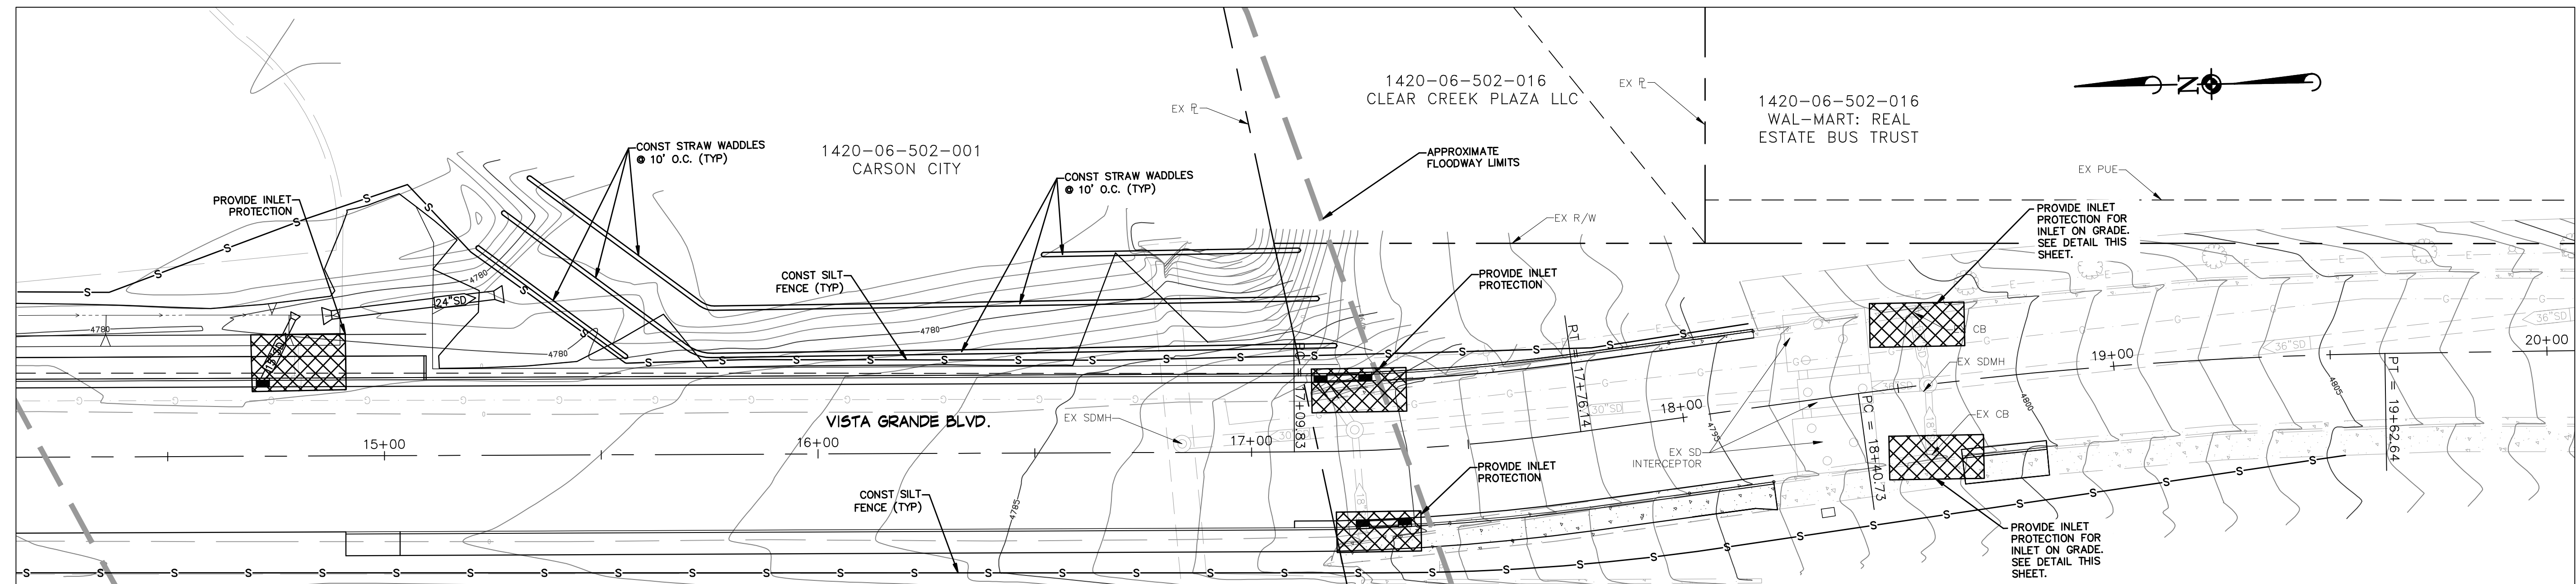 1420-06-502-016
CLEAR CREEK PLAZA LLC
EX PL
EX PL
1420-06-502-016
WAL-MART: REAL
ESTATE BUS TRUST
N
CONST STRAW WADDLES
@ 10' O.C. (TYP)
1420-06-502-001
CARSON CITY
APPROXIMATE
FLOODWAY LIMITS
EX PUE
CONST STRAW WADDLES
@ 10' O.C. (TYP)
PROVIDE INLET
PROTECTION
EX R/W
PROVIDE INLET
PROTECTION FOR
INLET ON GRADE.
SEE DETAIL THIS
SHEET.
CONST SILT
FENCE (TYP)
PROVIDE INLET
PROTECTION
4780
24"SD
4780
4780
4780
15"SD
CB
36"SD
36"SD
36"SD
20+00
19+00
EX SDMH
PT = 17+76.14
18+00
30"SD
PC = 18+40.73
4800
4805
PT = 19+62.64
VISTA GRANDE BLVD.
EX SDMH
EX CB
15+00
16+00
17+00
17+09.83
4795
EX SD
INTERCEPTOR
PROVIDE INLET
PROTECTION
CONST SILT
FENCE (TYP)
4785
PROVIDE INLET
PROTECTION FOR
INLET ON GRADE.
SEE DETAIL THIS
SHEET.